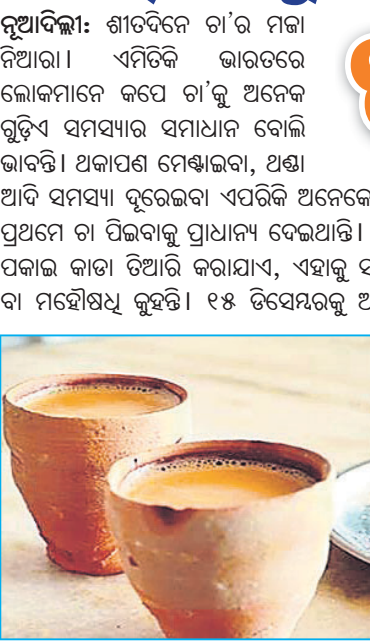 ନୂଆଦିଲ୍ଲୀ: ଶୀତଦିନେ ଚା’ର ମଜା
ନିଆରା। ଏମିତିକି ଭାରତରେ
ଲୋକମାନେ କପେ ଚା’କୁ ଅନେକ
ଗୁଡ଼ିଏ ସମସ୍ୟାର ସମାଧାନ ବୋଲି
ଭାବନ୍ତି। ଥକାପଣ ମେଣ୍ଟାଇବା, ଥଣ୍ଡା
ଆଦି ସମସ୍ୟା ଦୂରେଇବା ଏପରିକି ଅନେକେ
ପ୍ରଥମେ ଚା ପିଇବାକୁ ପ୍ରାଧାନ୍ୟ ଦେଇଥାନ୍ତି।
ପକାଇ କାଡା ତିଆରି କରାଯାଏ, ଏହାକୁ
ବା ମହୌଷଧି କୁହନ୍ତି। ୧୫ ଡିସେମ୍ବରକୁ